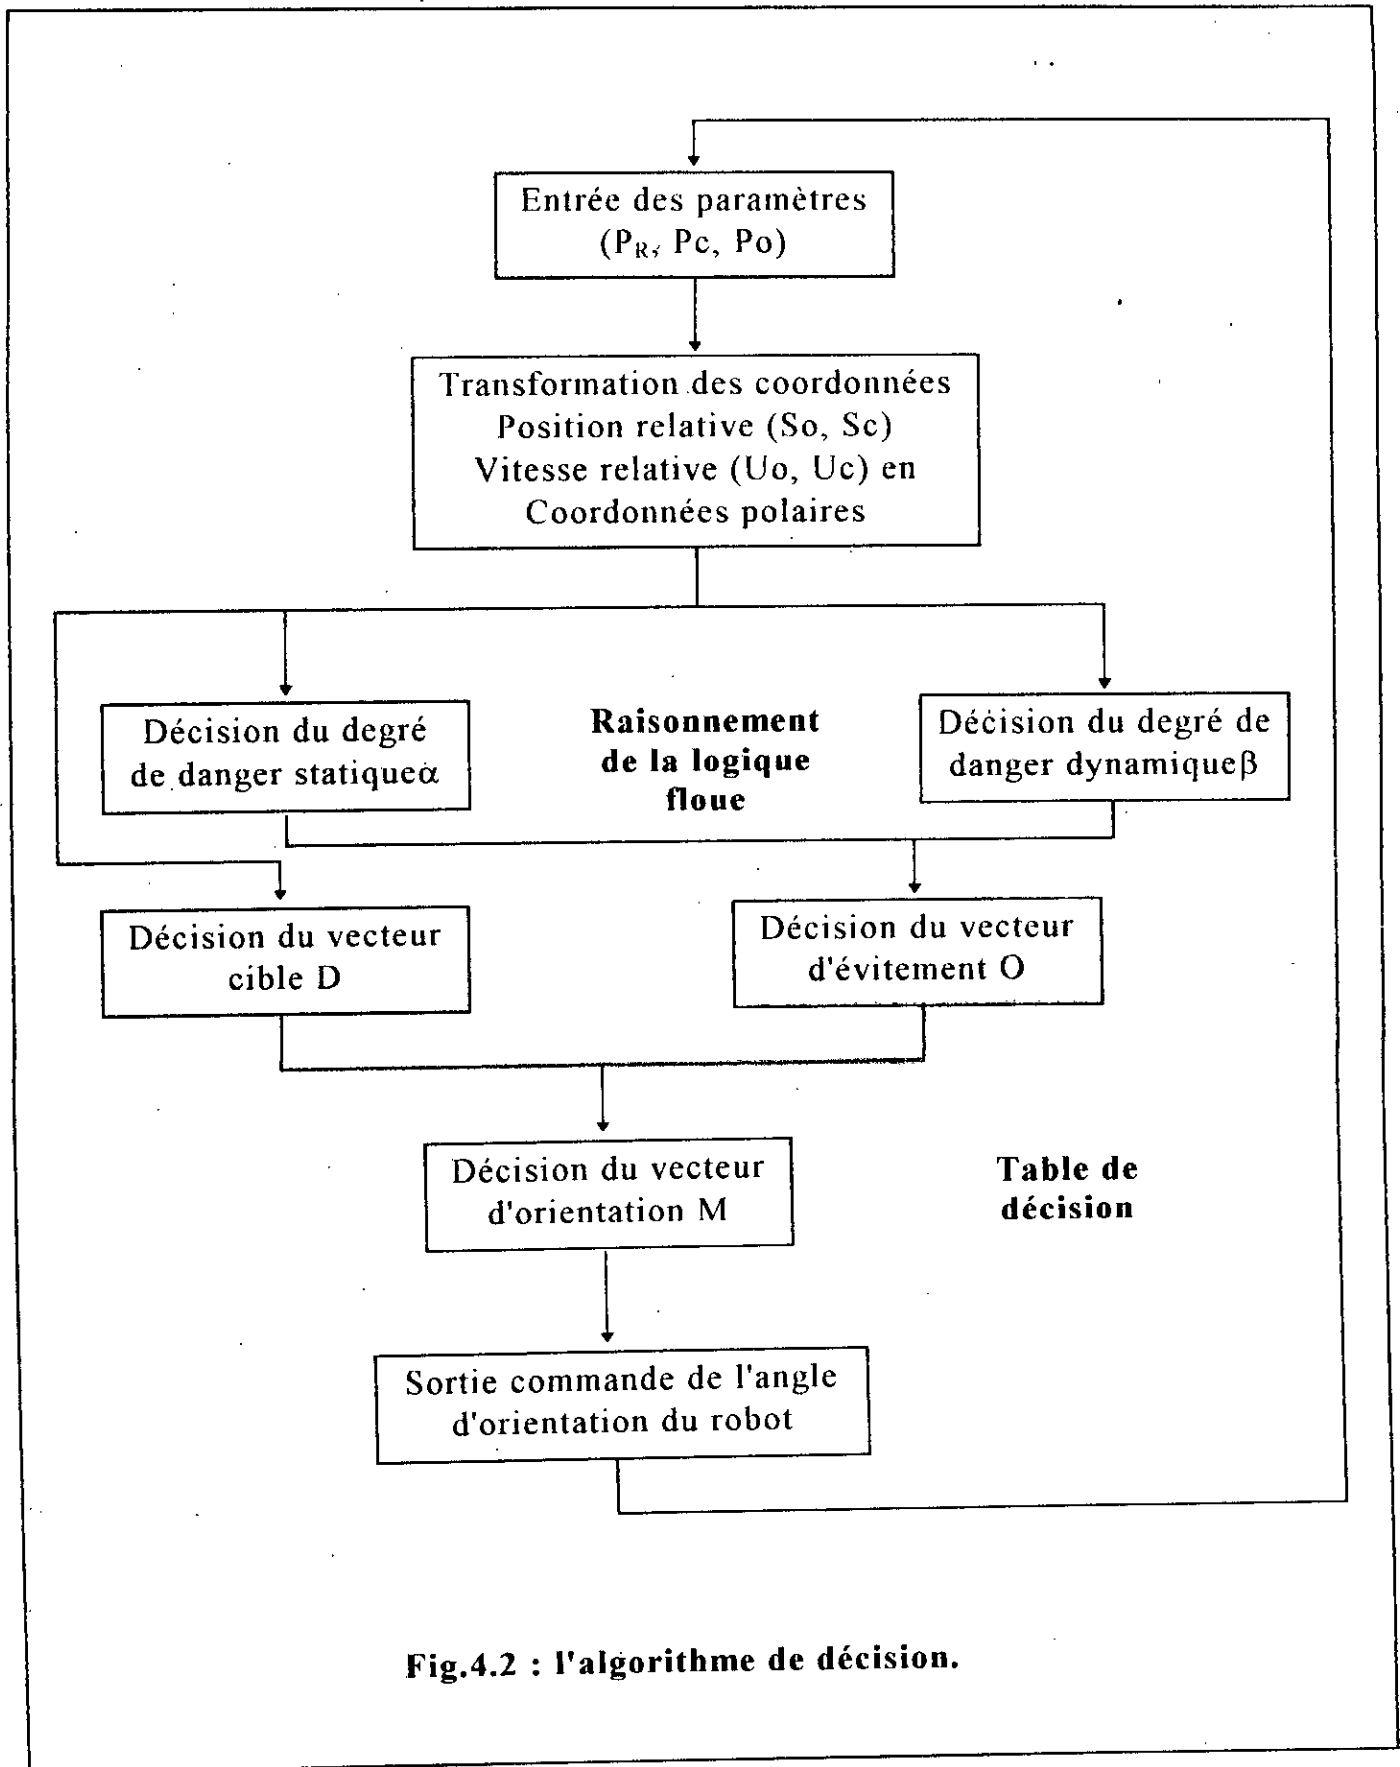 Entrée des paramètres
(P_R, Pc, Po)
Transformation des coordonnées
Position relative (So, Sc)
Vitesse relative (Uo, Uc) en
Coordonnées polaires
Décision du degré
de danger statiqueα
Raisonnement
de la logique
floue
Décision du degré de
danger dynamiqueβ
Décision du vecteur
cible D
Décision du vecteur
d'évitement O
Décision du vecteur
d'orientation M
Table de
décision
Sortie commande de l'angle
d'orientation du robot
Fig.4.2 : l'algorithme de décision.